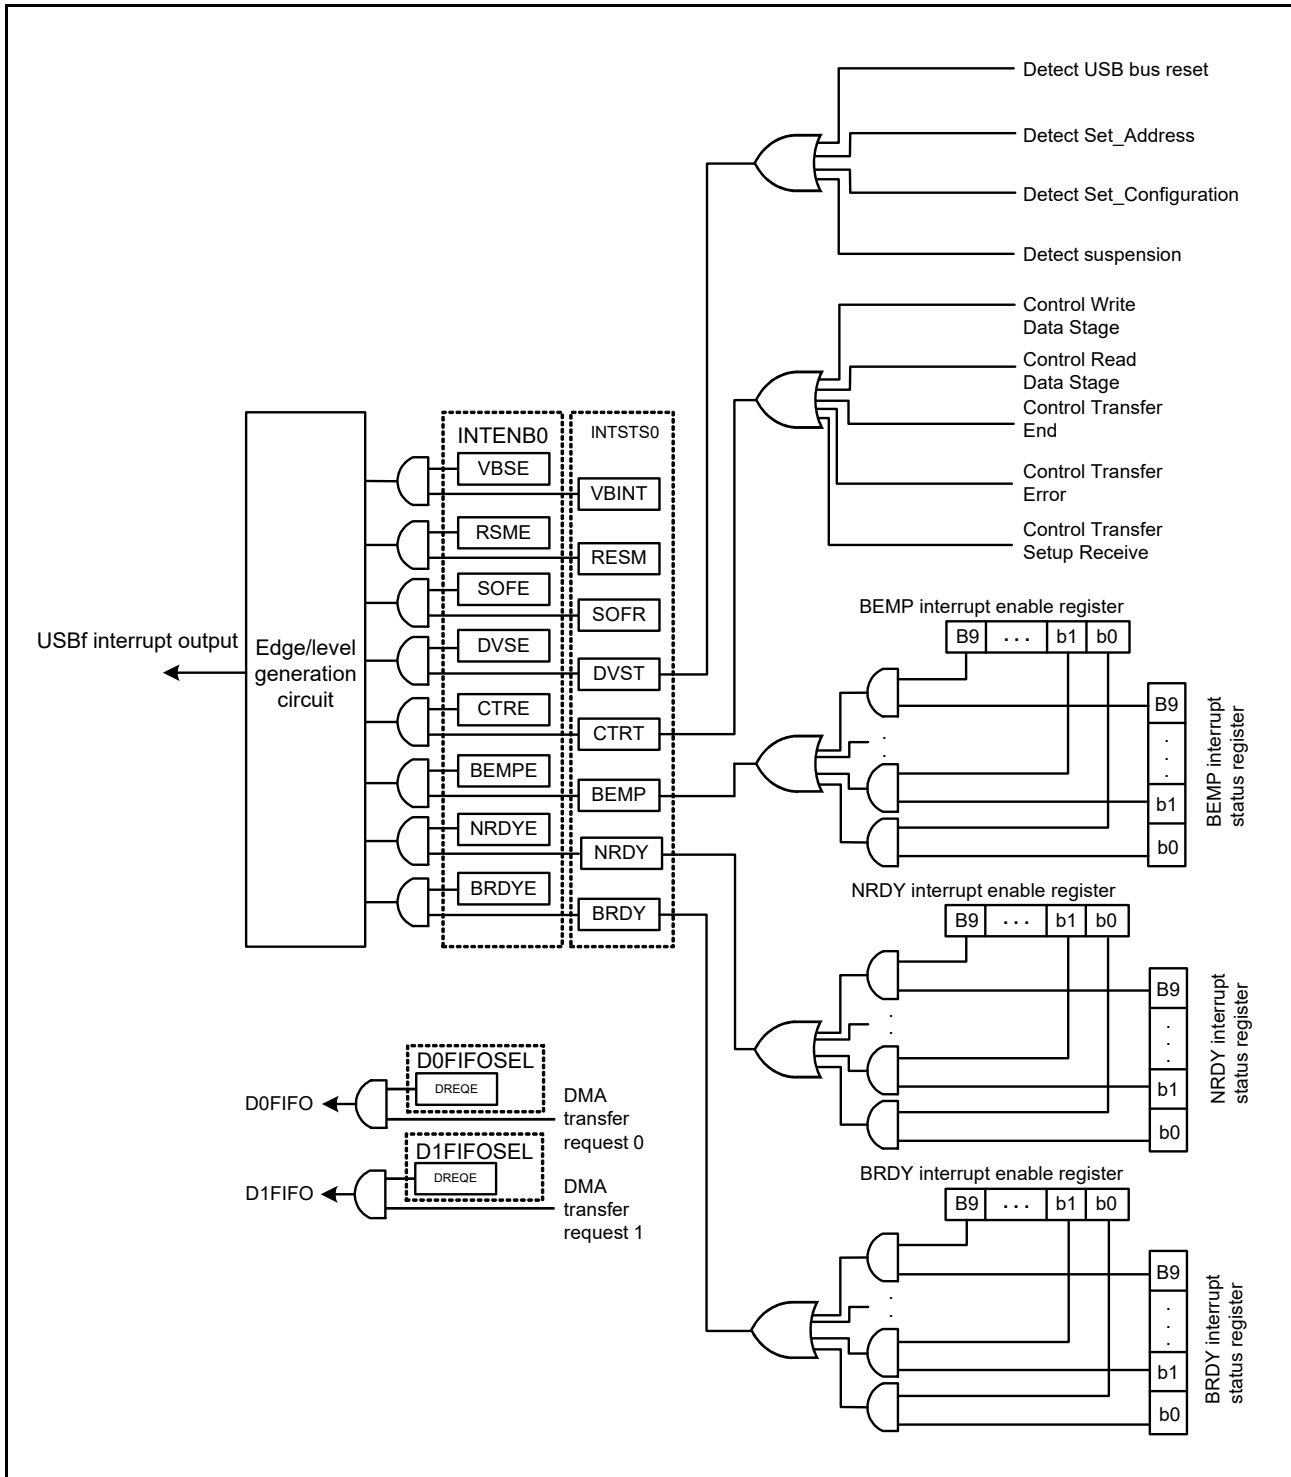 Detect USB bus reset
Detect Set_Address
Detect Set_Configuration
Detect suspension
Control Write
Data Stage
Control Read
Data Stage
Control Transfer
End
Control Transfer
Error
Control Transfer
Setup Receive
INTENB0
INTSTS0
VBSE
VBINT
RSME
RESM
SOFE
SOFR
DVSE
DVST
CTRE
CTRT
BEMPE
BEMP
NRDYE
NRDY
BRDYE
BRDY
USBf interrupt output
Edge/level
generation
circuit
BEMP interrupt enable register
B9 . . . b1 b0
B9
.
.
.
b1
b0
BEMP interrupt
status register
NRDY interrupt enable register
B9 . . . b1 b0
B9
.
.
.
b1
b0
NRDY interrupt
status register
BRDY interrupt enable register
B9 . . . b1 b0
B9
.
.
.
b1
b0
BRDY interrupt
status register
D0FIFOSEL
DREQE
D0FIFO
DMA
transfer
request 0
D1FIFOSEL
DREQE
D1FIFO
DMA
transfer
request 1